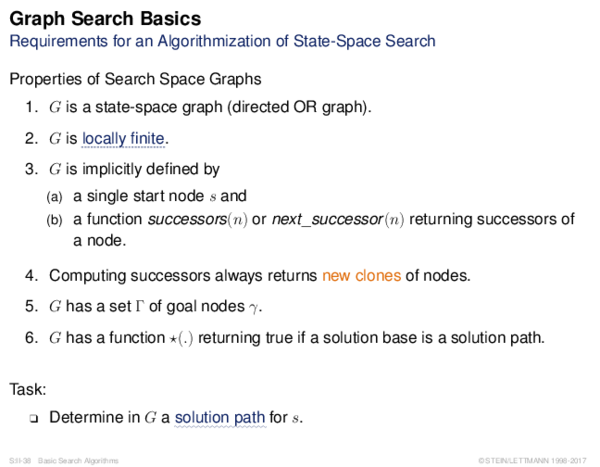 Graph Search Basics
Requirements for an Algorithmization of State-Space Search
Properties of Search Space Graphs
1. G is a state-space graph (directed OR graph).
2. G is locally finite.
3. G is implicitly defined by
(a) a single start node s and
(b) a function successors(n) or next_successor(n) returning successors of
a node.
4. Computing successors always returns new clones of nodes.
5. G has a set Γ of goal nodes γ.
6. G has a function ⋆(.) returning true if a solution base is a solution path.
Task:
❑ Determine in G a solution path for s.
S:II-38 Basic Search Algorithms
©STEIN/LETTMANN 1998-2017